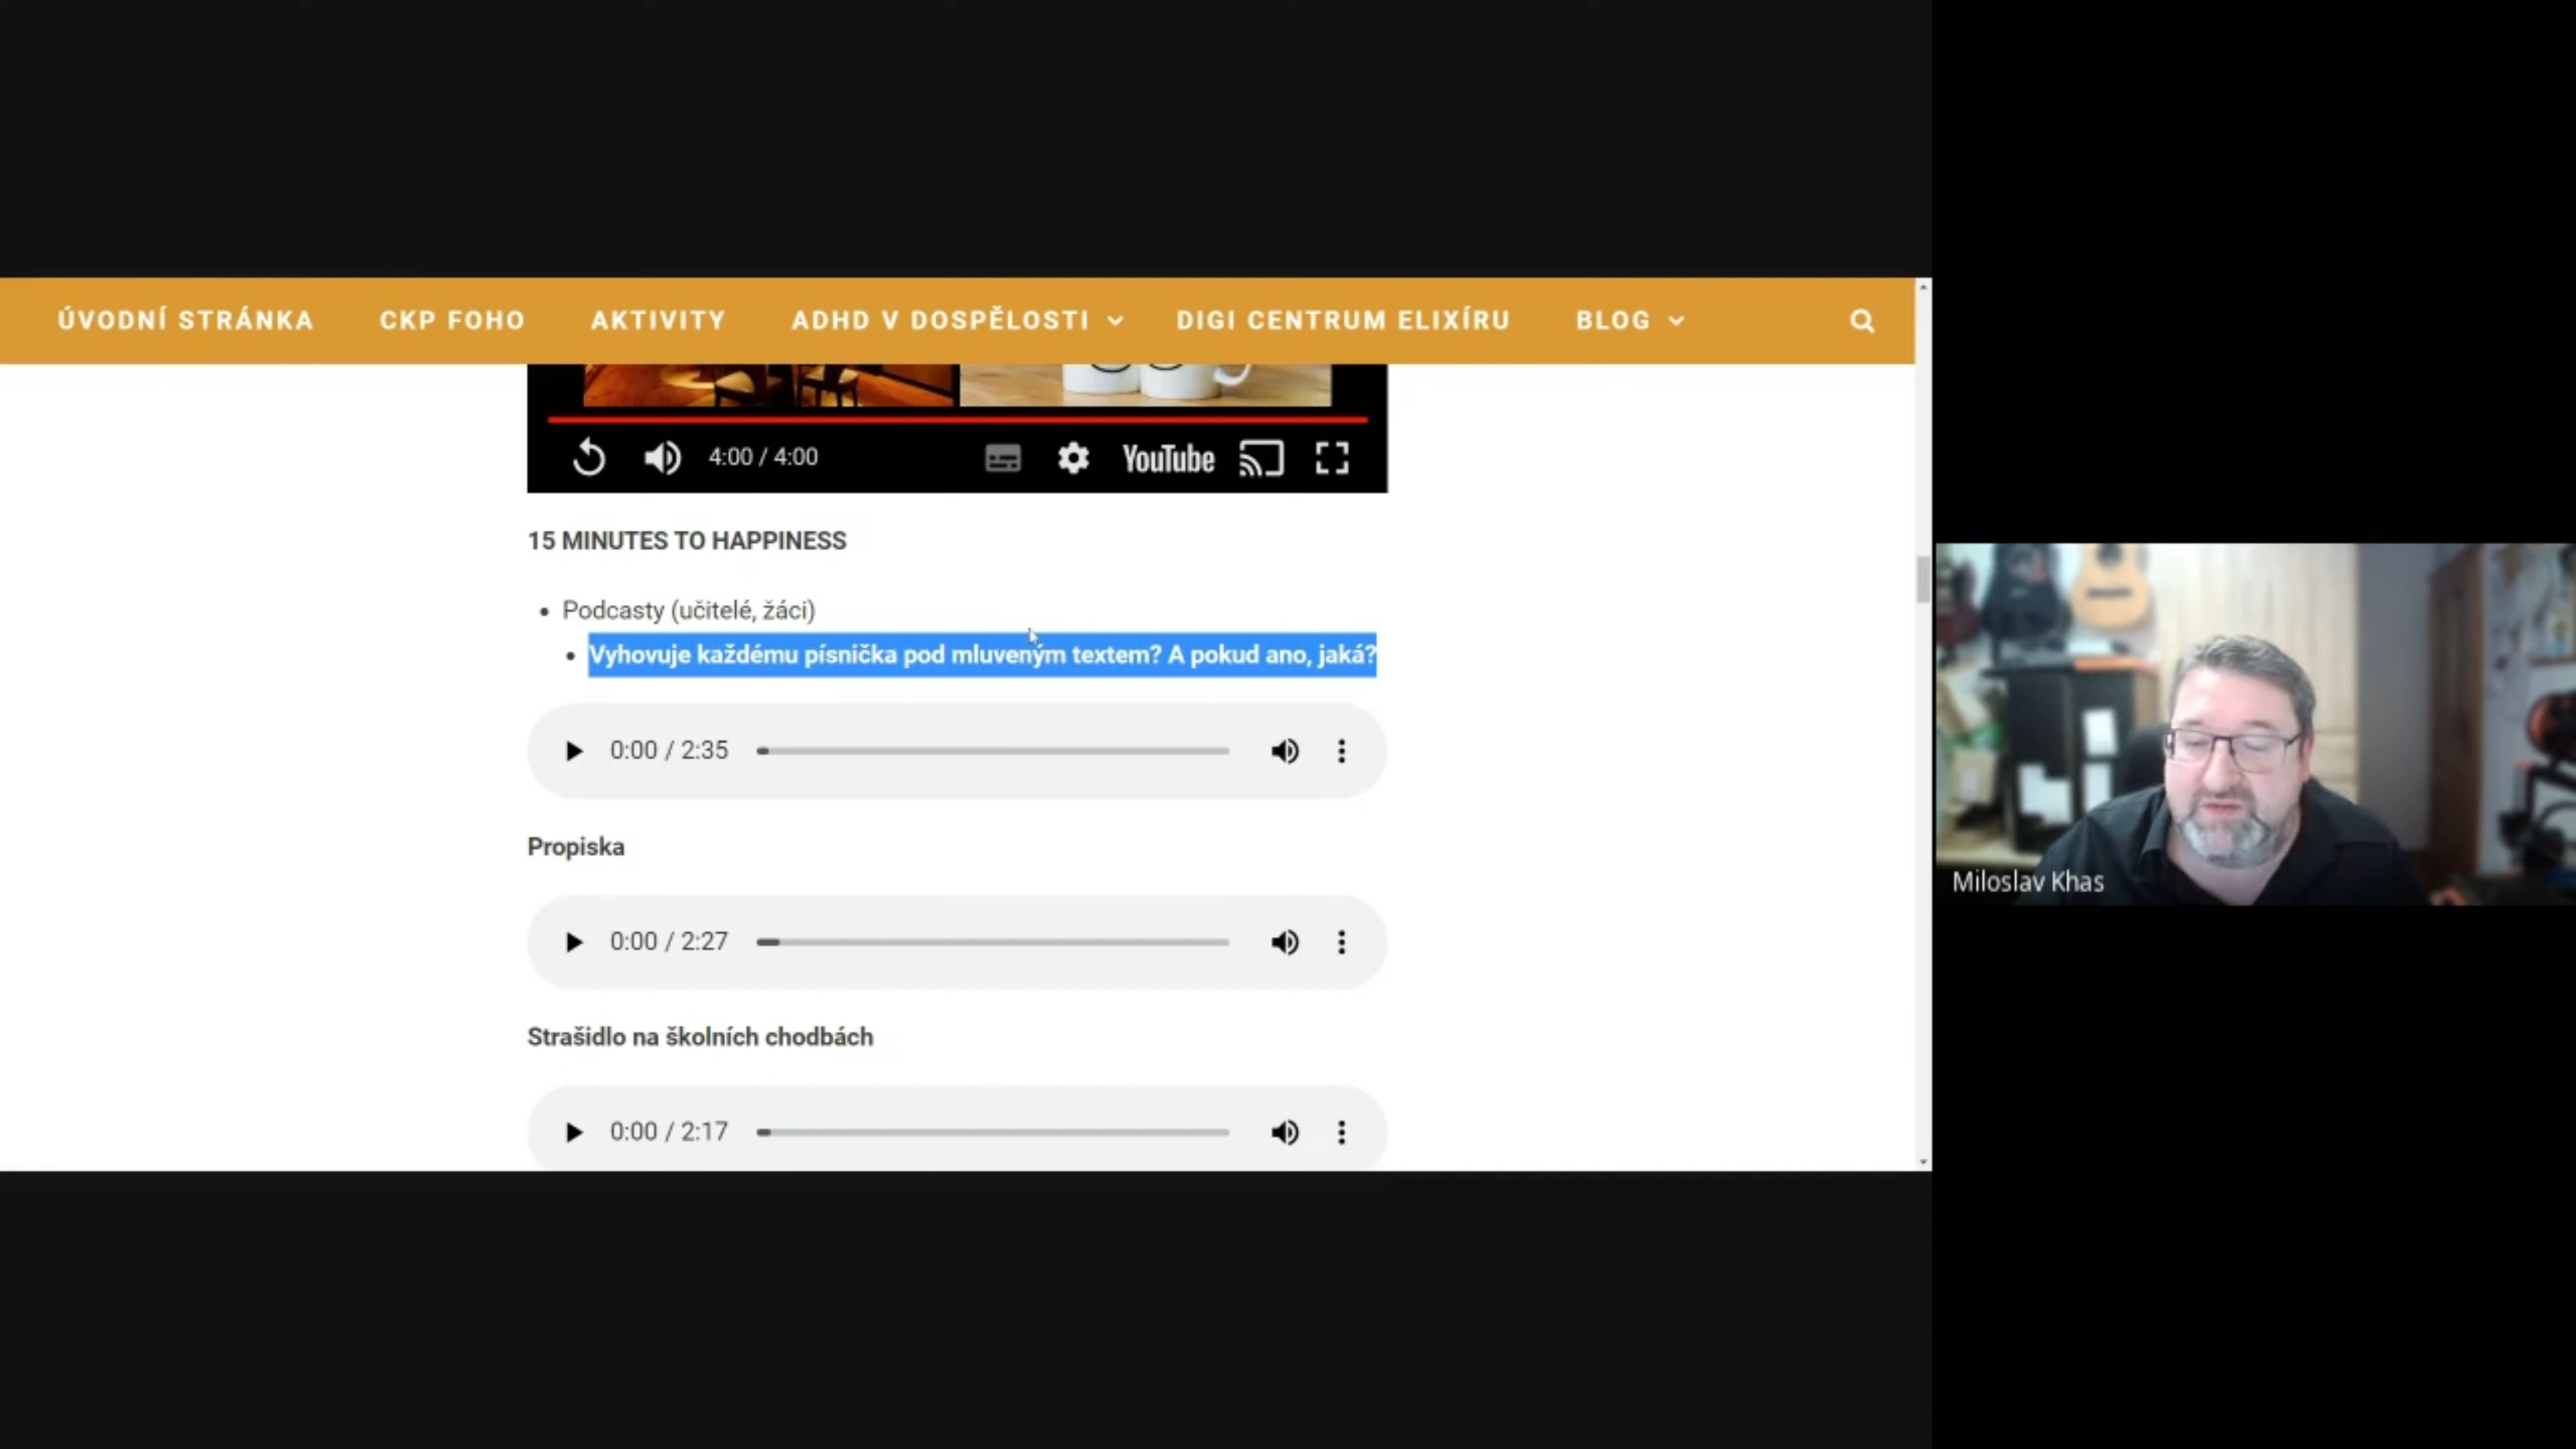 ÚVODNÍ STRÁNKA CKP FOHO AKTIVITY ADHD V DOSPĚLOSTI DIGI CENTRUM ELIXÍRU BLOG
4:00 / 4:00 YouTube
15 MINUTES TO HAPPINESS
Podcasty (učitelé, žáci)
Vyhovuje každému písnička pod mluveným textem? A pokud ano, jaká?
0:00 / 2:35
Propiska
0:00 / 2:27
Strašidlo na školních chodbách
0:00 / 2:17
Miloslav Khas